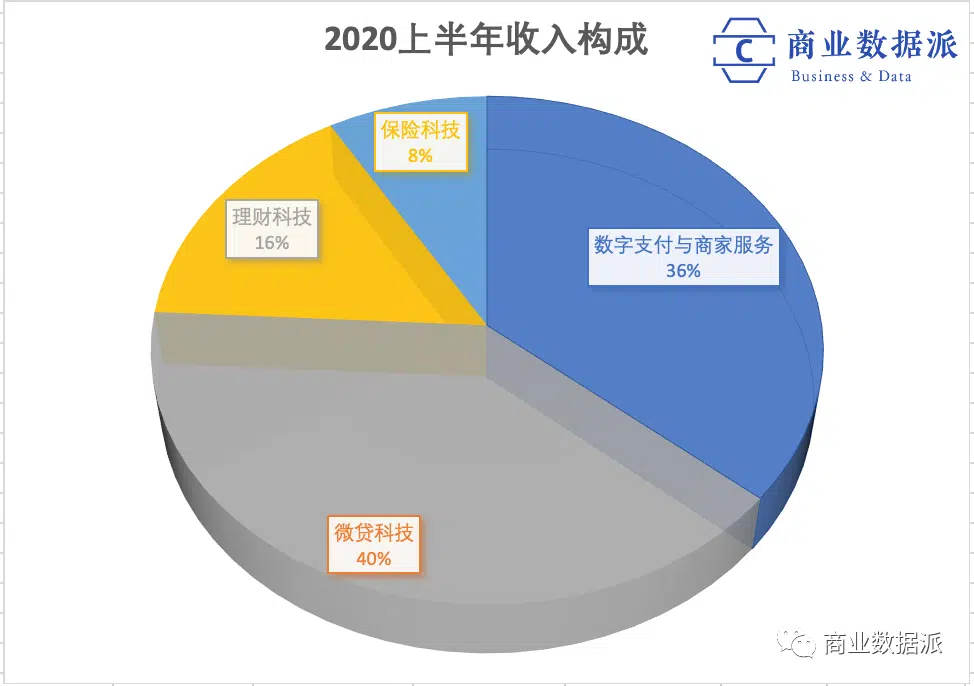 2020上半年收入构成
C
商业数据派
Business & Data
保险科技
8%
理财科技
16%
数字支付与商家服务
36%
微贷科技
40%
商业数据派